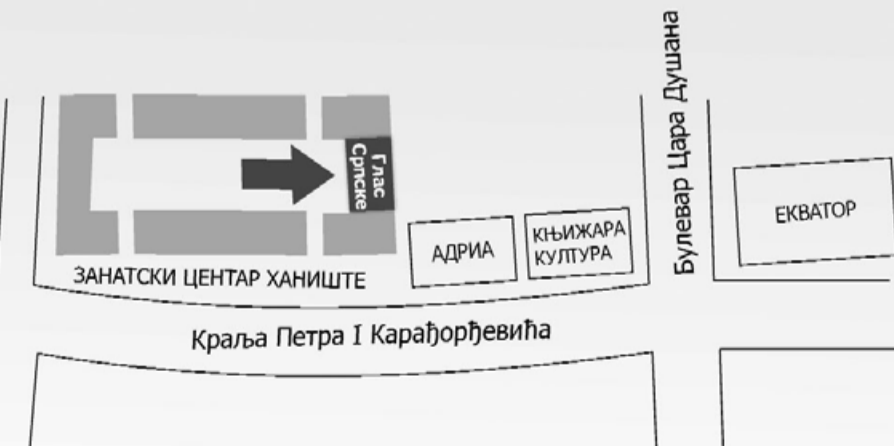 Булевар Цара Душана
Глас
Српске
ЕКВАТОР
АДРИА
КЊИЖАРА
КУЛТУРА
ЗАНАТСКИ ЦЕНТАР ХАНИШТЕ
Краља Петра I Карађорђевића